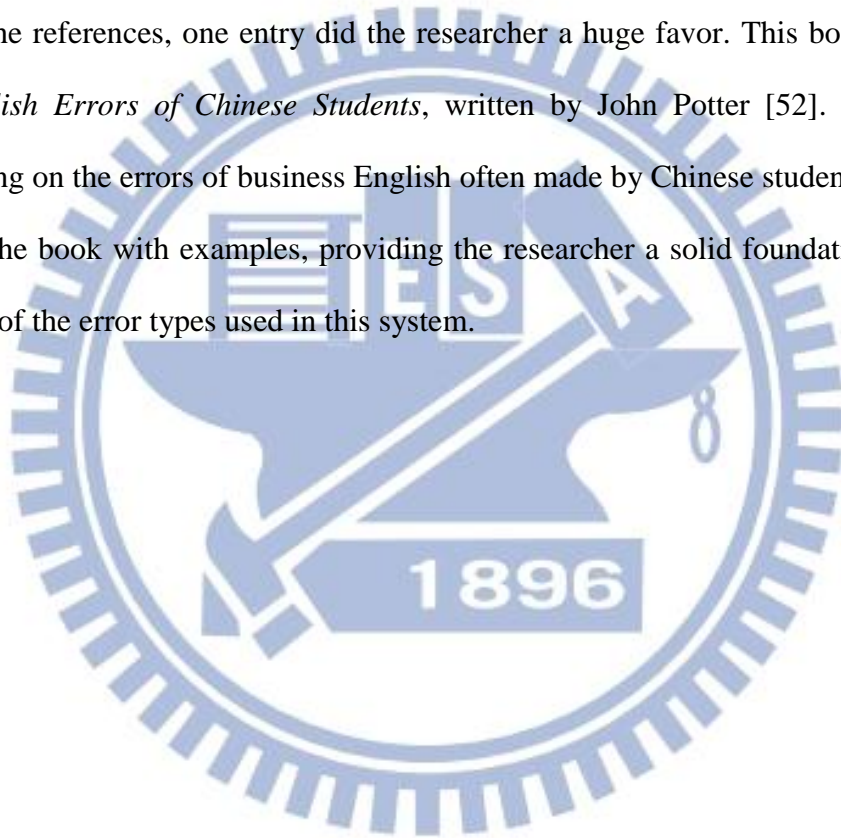 he references, one entry did the researcher a huge favor. This bo
lish Errors of Chinese Students, written by John Potter [52].
ng on the errors of business English often made by Chinese studen
he book with examples, providing the researcher a solid foundati
of the error types used in this system.
E S A
1896